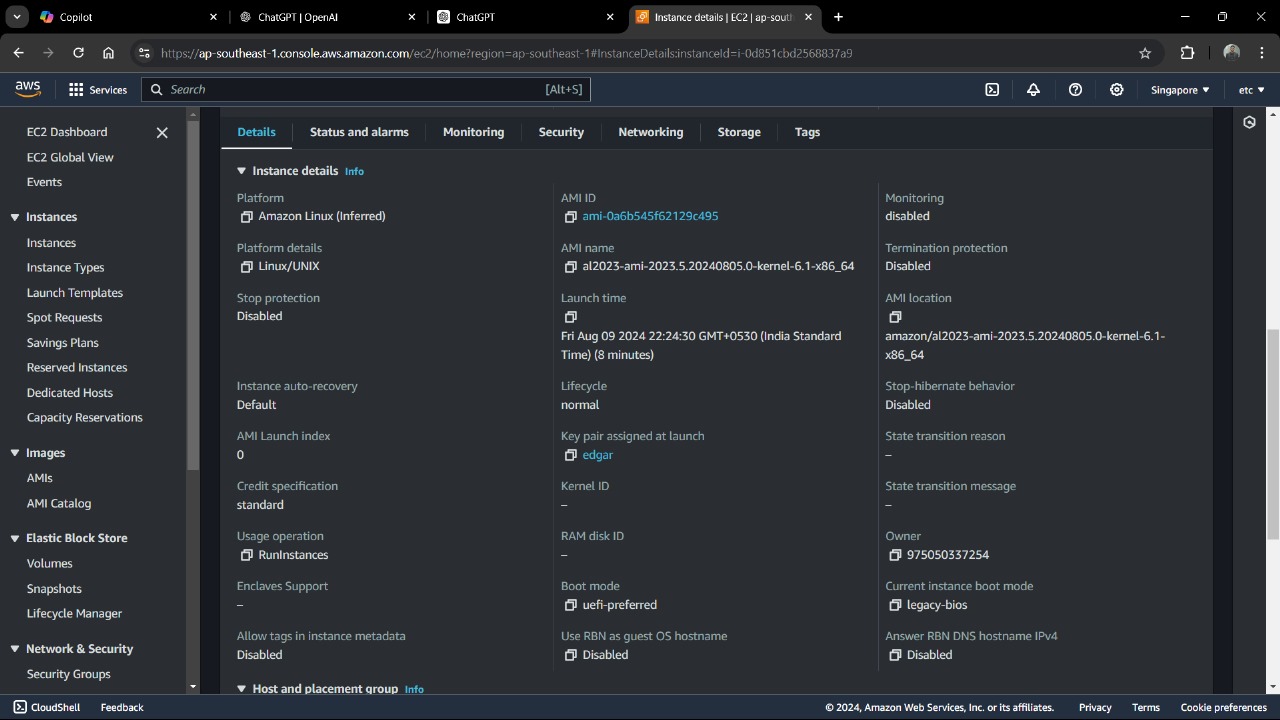 Copilot
ChatGPT | OpenAI
ChatGPT
Instance details | EC2 | ap-south
https://ap-southeast-1.console.aws.amazon.com/ec2/home?region=ap-southeast-1#InstanceDetails:instanceId=i-0d851cbd2568837a9
aws
Services
Search
[Alt+S]
Singapore
etc
EC2 Dashboard
EC2 Global View
Events
Instances
Instances
Instance Types
Launch Templates
Spot Requests
Savings Plans
Reserved Instances
Dedicated Hosts
Capacity Reservations
Images
AMIs
AMI Catalog
Elastic Block Store
Volumes
Snapshots
Lifecycle Manager
Network & Security
Security Groups
Details
Status and alarms
Monitoring
Security
Networking
Storage
Tags
Instance details Info
Platform
Amazon Linux (Inferred)
AMI ID
ami-0a6b545f62129c495
Monitoring
disabled
Platform details
Linux/UNIX
AMI name
al2023-ami-2023.5.20240805.0-kernel-6.1-x86_64
Termination protection
Disabled
Stop protection
Disabled
Launch time
Fri Aug 09 2024 22:24:30 GMT+0530 (India Standard
Time) (8 minutes)
AMI location
amazon/al2023-ami-2023.5.20240805.0-kernel-6.1-
x86_64
Instance auto-recovery
Default
Lifecycle
normal
Stop-hibernate behavior
Disabled
AMI Launch index
0
Key pair assigned at launch
edgar
State transition reason
–
Credit specification
standard
Kernel ID
–
State transition message
–
Usage operation
RunInstances
RAM disk ID
–
Owner
975050337254
Enclaves Support
–
Boot mode
uefi-preferred
Current instance boot mode
legacy-bios
Allow tags in instance metadata
Disabled
Use RBN as guest OS hostname
Disabled
Answer RBN DNS hostname IPv4
Disabled
Host and placement group Info
CloudShell
Feedback
© 2024, Amazon Web Services, Inc. or its affiliates.
Privacy
Terms
Cookie preferences